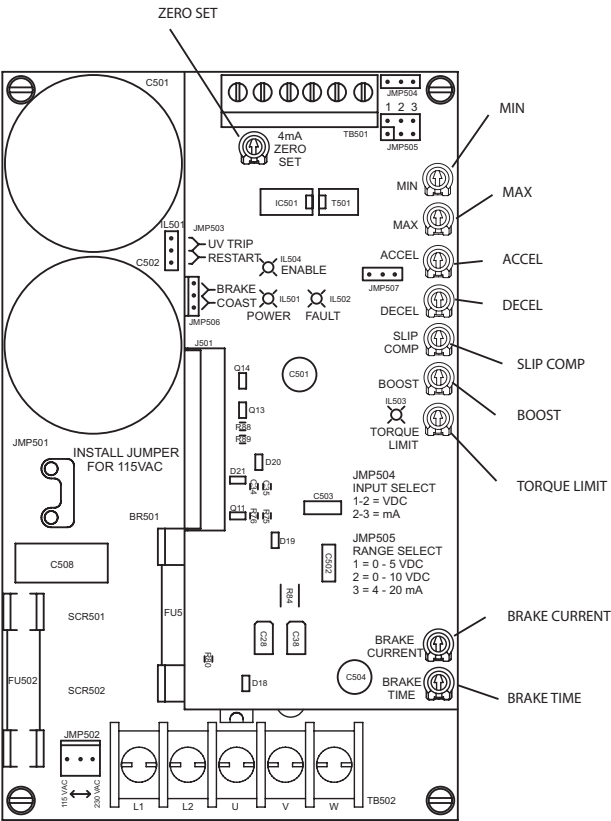 ZERO SET
C501
JMP504
1 2 3
TB501
JMP505
4mA
ZERO
SET
MIN
MIN
IC501
T501
MAX
MAX
IL501
JMP503
UV TRIP
RESTART
C502
IL504
ENABLE
ACCEL
ACCEL
JMP507
BRAKE
COAST
JMP506
IL501
POWER
IL502
FAULT
DECEL
DECEL
SLIP
COMP
SLIP COMP
J501
Q14
C501
BOOST
BOOST
Q13
R88
R89
IL503
TORQUE
LIMIT
TORQUE LIMIT
JMP501
INSTALL JUMPER
FOR 115VAC
D20
D21
C34
JMP504
INPUT SELECT
1-2 = VDC
2-3 = mA
C503
BR501
Q11
R76
R75
D19
JMP505
RANGE SELECT
1 = 0 - 5 VDC
2 = 0 - 10 VDC
3 = 4 - 20 mA
C502
C508
R84
SCR501
FU5
C28
C38
BRAKE
CURRENT
BRAKE CURRENT
FU502
SCR502
R80
D18
C504
BRAKE
TIME
BRAKE TIME
JMP502
115 VAC
230 VAC
L1
L2
U
V
W
TB502